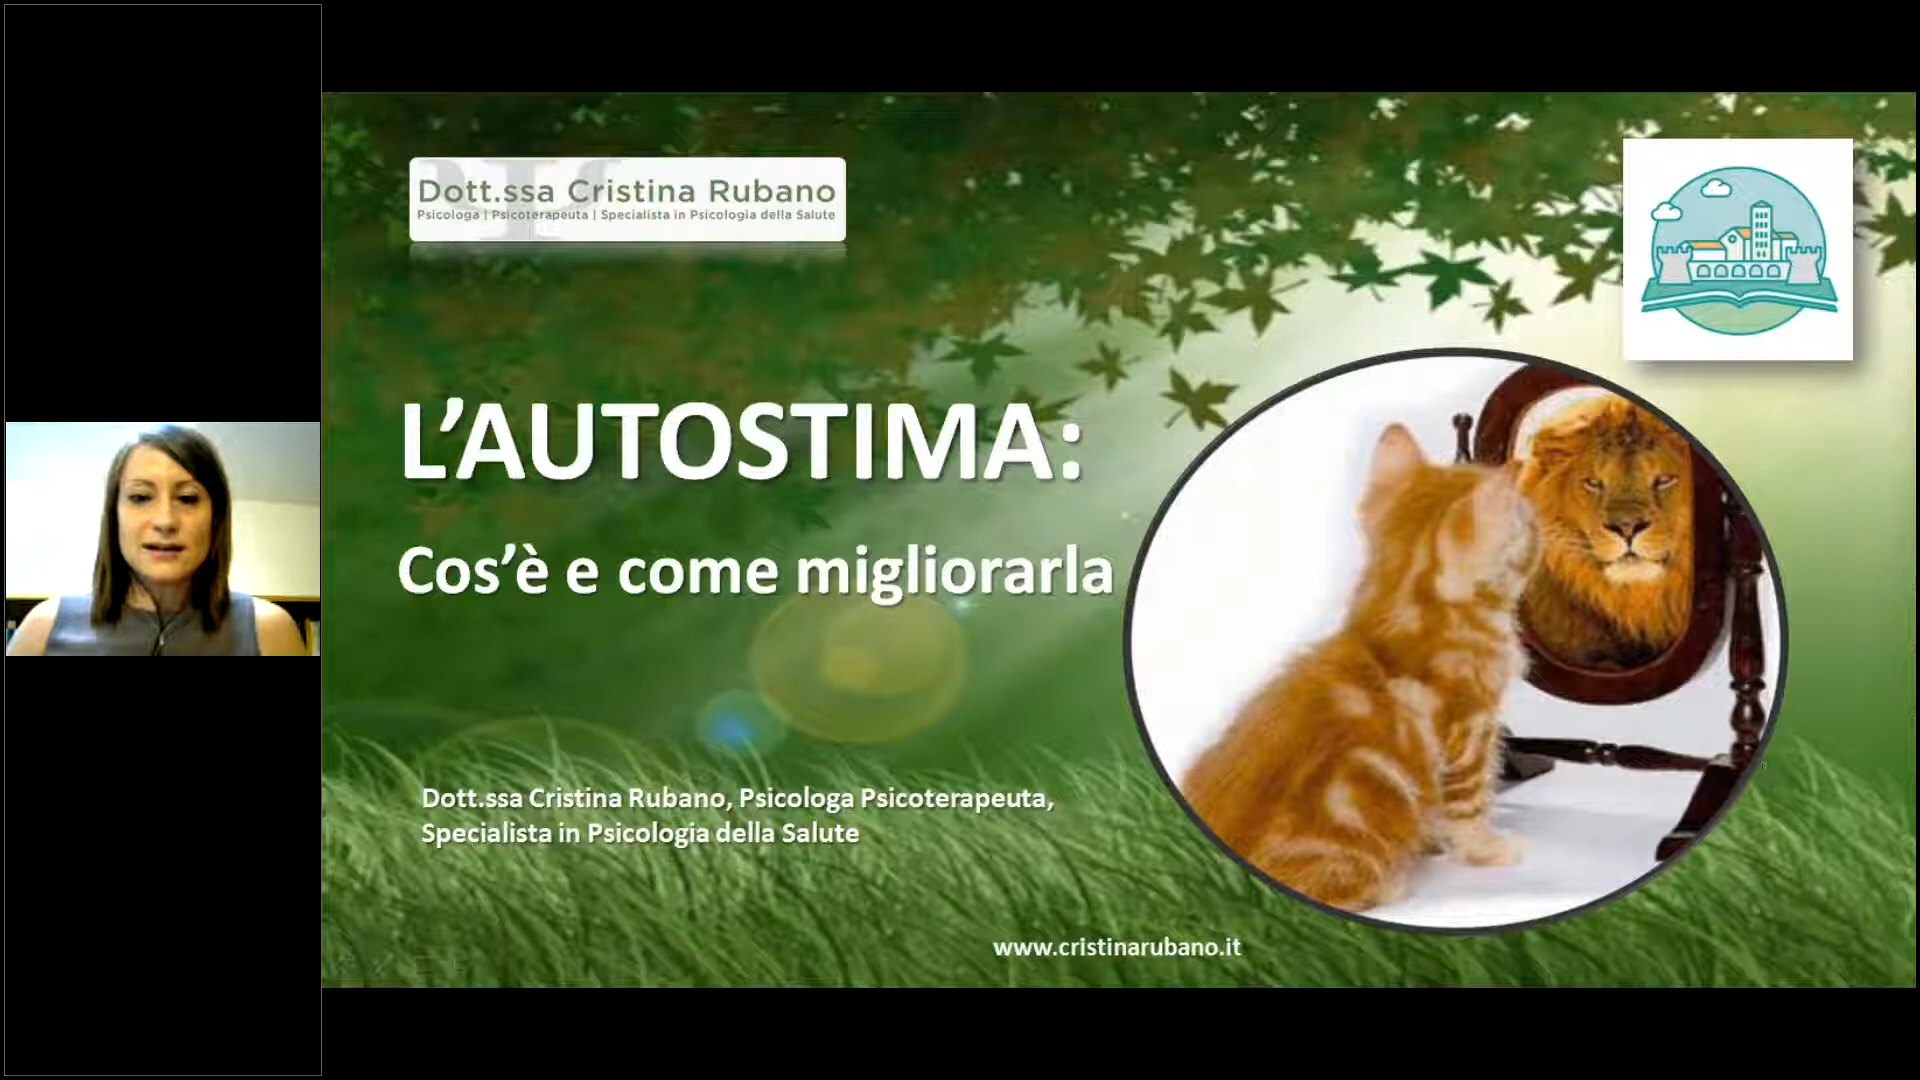 Dott.ssa Cristina Rubano
Psicologa | Psicoterapeuta | Specialista in Psicologia della Salute
L’AUTOSTIMA:
Cos’è e come migliorarla
Dott.ssa Cristina Rubano, Psicologa Psicoterapeuta,
Specialista in Psicologia della Salute
www.cristinarubano.it